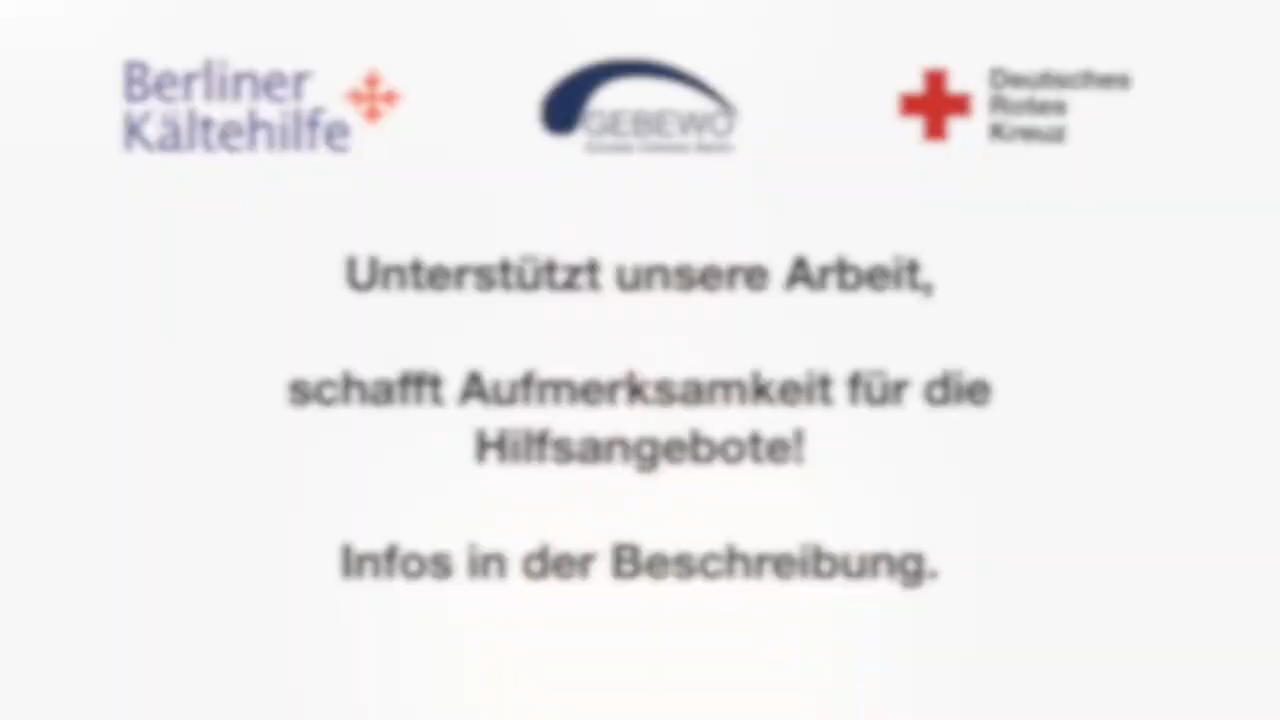 Berliner
Kältehilfe
GEBEWO
Deutsches
Rotes
Kreuz
Unterstützt unsere Arbeit,
schafft Aufmerksamkeit für die
Hilfsangebote!
Infos in der Beschreibung.